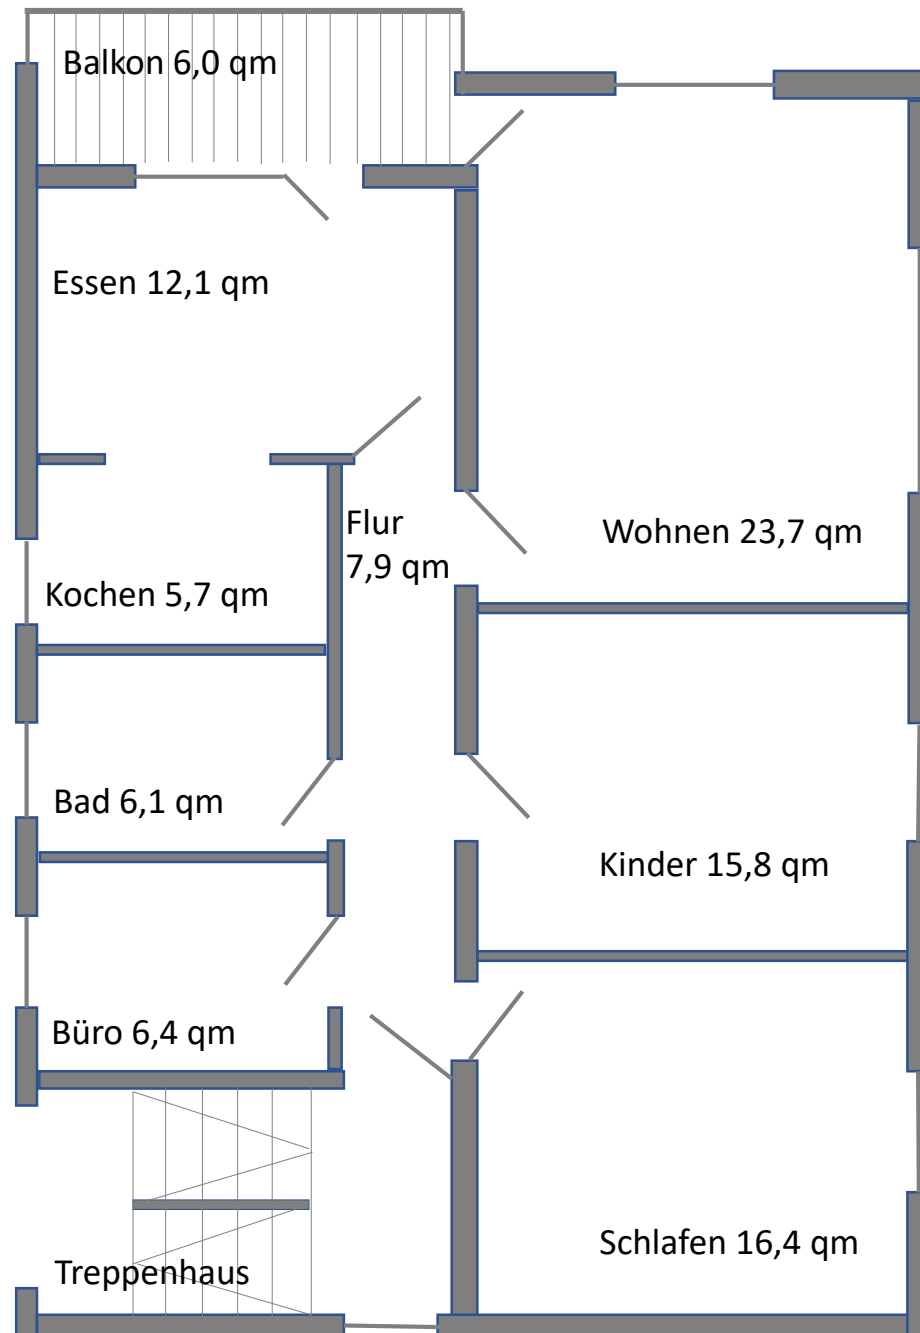 Balkon 6,0 qm
Essen 12,1 qm
Flur
7,9 qm
Wohnen 23,7 qm
Kochen 5,7 qm
Bad 6,1 qm
Kinder 15,8 qm
Büro 6,4 qm
Schlafen 16,4 qm
Treppenhaus